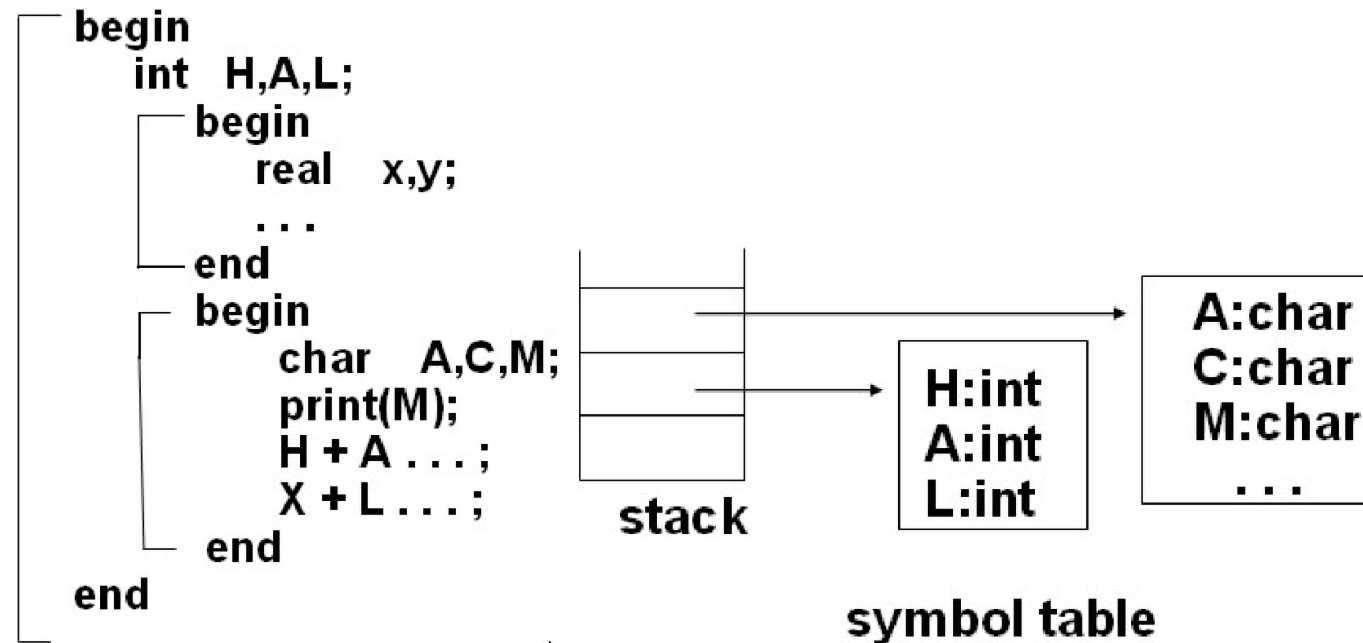 begin
int H,A,L;
begin
real x,y;
...
end
begin
char A,C,M;
print(M);
H + A . . . ;
X + L . . . ;
end
end
stack
H:int
A:int
L:int
A:char
C:char
M:char
. . .
symbol table